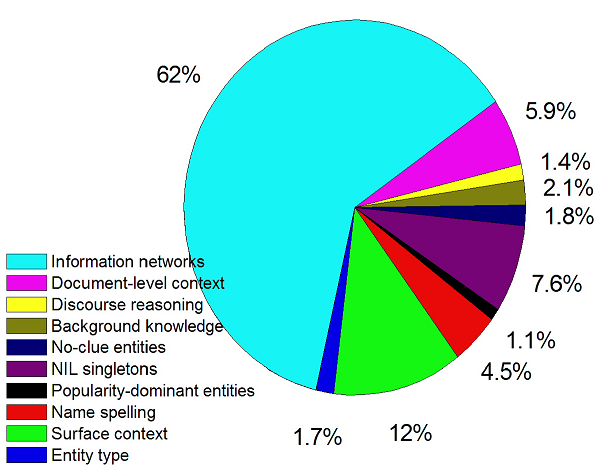 62%
5.9%
1.4%
2.1%
1.8%
7.6%
1.1%
4.5%
12%
1.7%
Information networks
Document-level context
Discourse reasoning
Background knowledge
No-clue entities
NIL singletons
Popularity-dominant entities
Name spelling
Surface context
Entity type